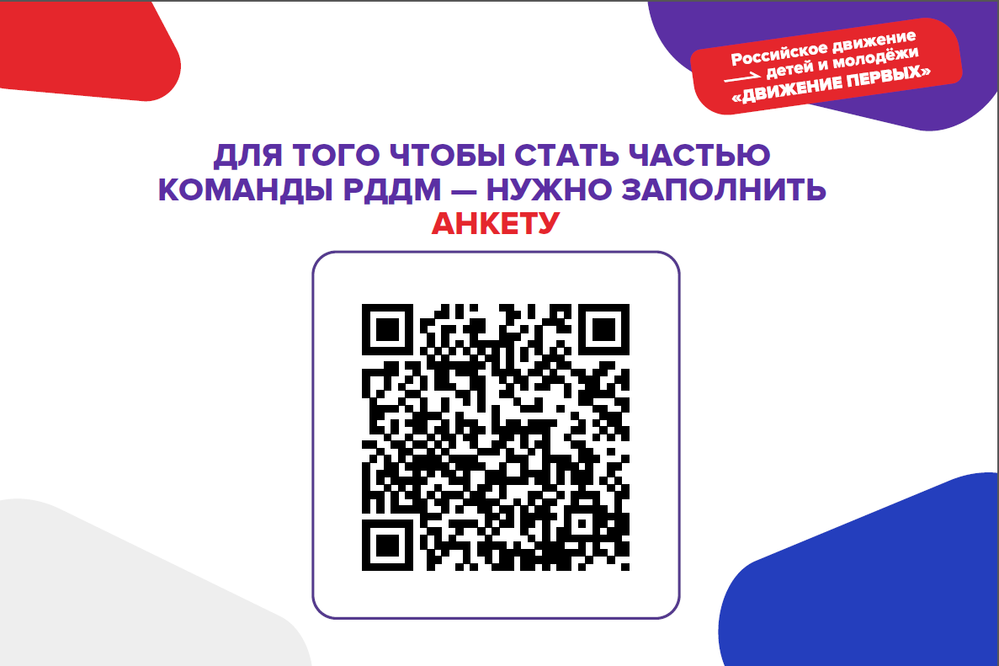 Российское движение
детей и молодёжи
«ДВИЖЕНИЕ ПЕРВЫХ»
ДЛЯ ТОГО ЧТОБЫ СТАТЬ ЧАСТЬЮ
КОМАНДЫ РДДМ — НУЖНО ЗАПОЛНИТЬ
АНКЕТУ